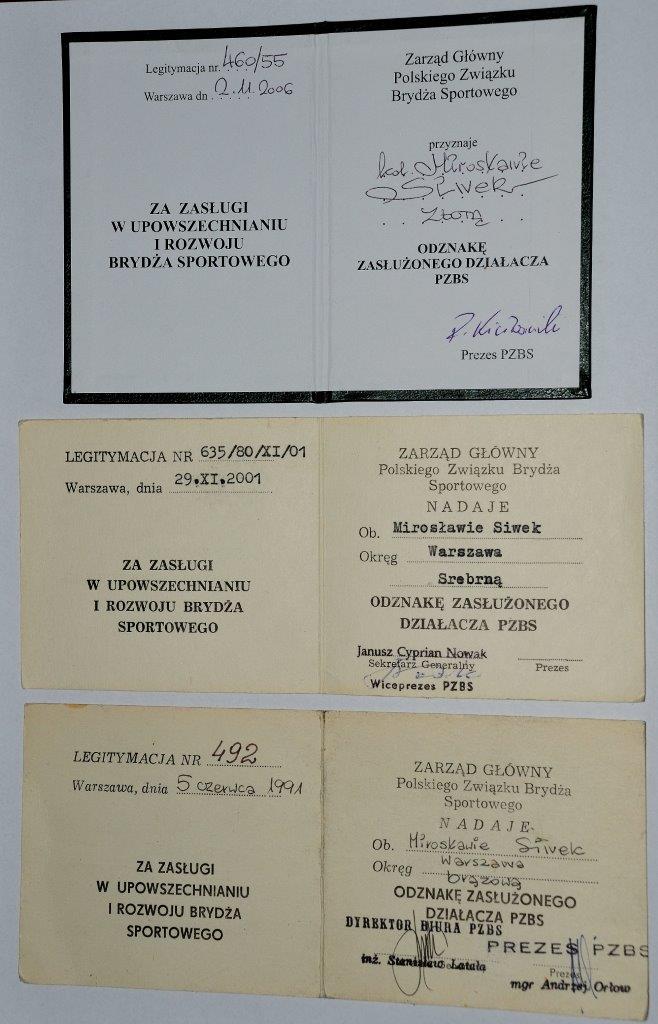 Legitymacja nr. 460/55
Warszawa dn. 2.11.2006
ZA ZASŁUGI
W UPOWSZECHNIANIU
I ROZWOJU
BRYDŻA SPORTOWEGO
Zarząd Główny
Polskiego Związku
Brydża Sportowego
przyznaje
kol. Mirosławie
SIWEK
złotą
ODZNAKĘ
ZASŁUŻONEGO DZIAŁACZA
PZBS
Prezes PZBS
LEGITYMACJA NR 635/80/XI/01
Warszawa, dnia 29.XI.2001
ZA ZASŁUGI
W UPOWSZECHNIANIU
I ROZWOJU BRYDŻA
SPORTOWEGO
ZARZĄD GŁÓWNY
Polskiego Związku Brydża
Sportowego
NADAJE
Ob. Mirosławie Siwek
Okręg Warszawa
Srebrną
ODZNAKĘ ZASŁUŻONEGO
DZIAŁACZA PZBS
Janusz Cyprian Nowak
Sekretarz Generalny
Wiceprezes PZBS
Prezes
LEGITYMACJA NR 492
Warszawa, dnia 5 czerwca 1991
ZA ZASŁUGI
W UPOWSZECHNIANIU
I ROZWOJU BRYDŻA
SPORTOWEGO
ZARZĄD GŁÓWNY
Polskiego Związku Brydża
Sportowego
NADAJE
Ob. Mirosławie Siwek
Okręg Warszawa
brązową
ODZNAKĘ ZASŁUŻONEGO
DZIAŁACZA PZBS
DYREKTOR BIURA PZBS
PREZES PZBS
inż. Stanisław Latała
Prezes
mgr Andrzej Orłow